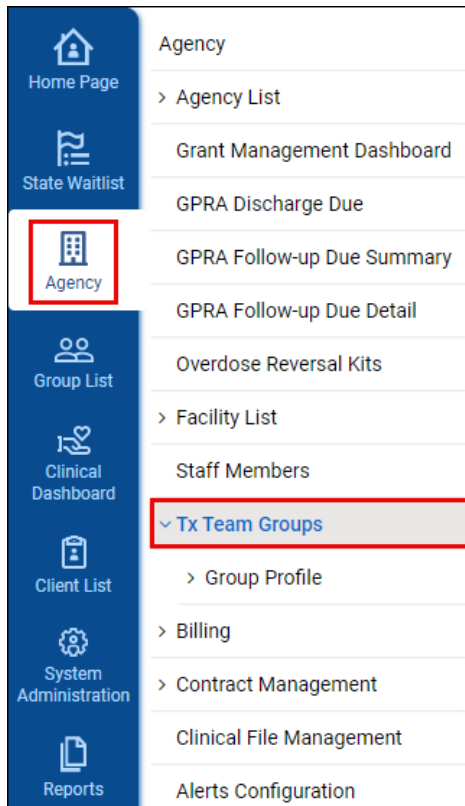 Home Page
State Waitlist
Agency
Group List
Clinical
Dashboard
Client List
System
Administration
Reports
Agency
Agency List
Grant Management Dashboard
GPRA Discharge Due
GPRA Follow-up Due Summary
GPRA Follow-up Due Detail
Overdose Reversal Kits
Facility List
Staff Members
Tx Team Groups
Group Profile
Billing
Contract Management
Clinical File Management
Alerts Configuration